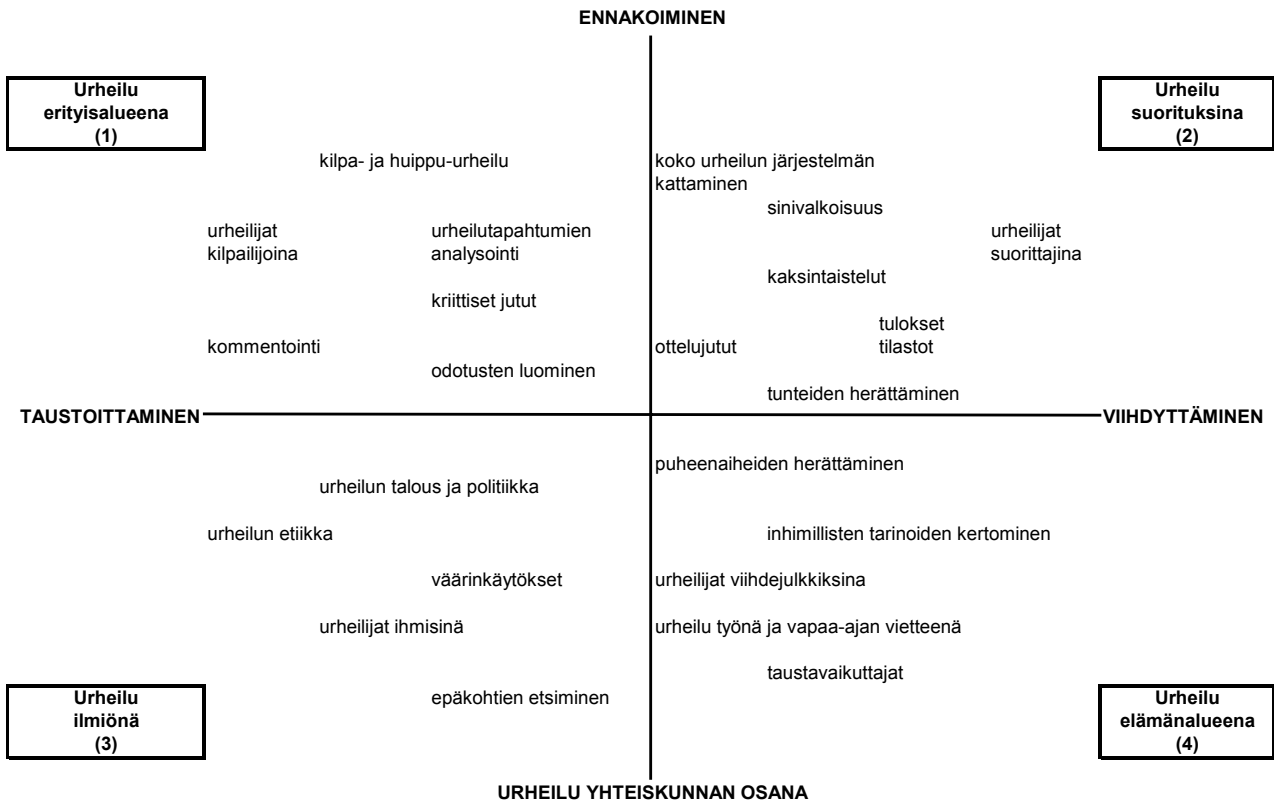 ENNAKOIMINEN
Urheilu
erityisalueena
(1)
Urheilu
suorituksina
(2)
kilpa- ja huippu-urheilu
koko urheilun järjestelmän
kattaminen
sinivalkoisuus
urheilijat
kilpailijoina
urheilutapahtumien
analysointi
urheilijat
suorittajina
kaksintaistelut
kriittiset jutut
tulokset
tilastot
kommentointi
ottelujutut
odotusten luominen
tunteiden herättäminen
TAUSTOITTAMINEN
VIIHDYTTÄMINEN
puheenaiheiden herättäminen
urheilun talous ja politiikka
urheilun etiikka
inhimillisten tarinoiden kertominen
väärinkäytökset
urheilijat viihdejulkkiksina
urheilijat ihmisinä
urheilu työnä ja vapaa-ajan vietteenä
taustavaikuttajat
epäkohtien etsiminen
Urheilu
ilmiönä
(3)
Urheilu
elämänalueena
(4)
URHEILU YHTEISKUNNAN OSANA